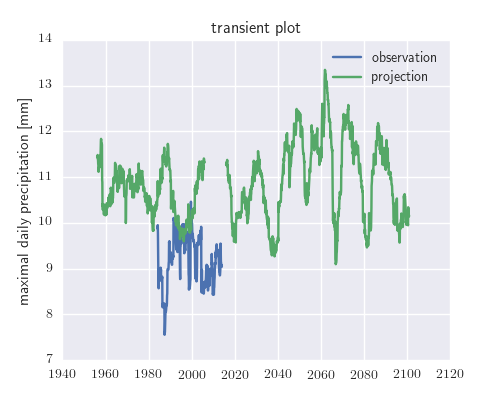 transient plot
maximal daily precipitation [mm]
14
13
12
11
10
9
8
7
observation
projection
1940 1960 1980 2000 2020 2040 2060 2080 2100 2120